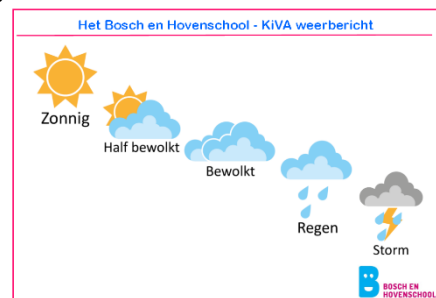 Het Bosch en Hovenschool - KiVA weerbericht
Zonnig
Half bewolkt
Bewolkt
Regen
Storm
BOSCH EN
HOVENSCHOOL